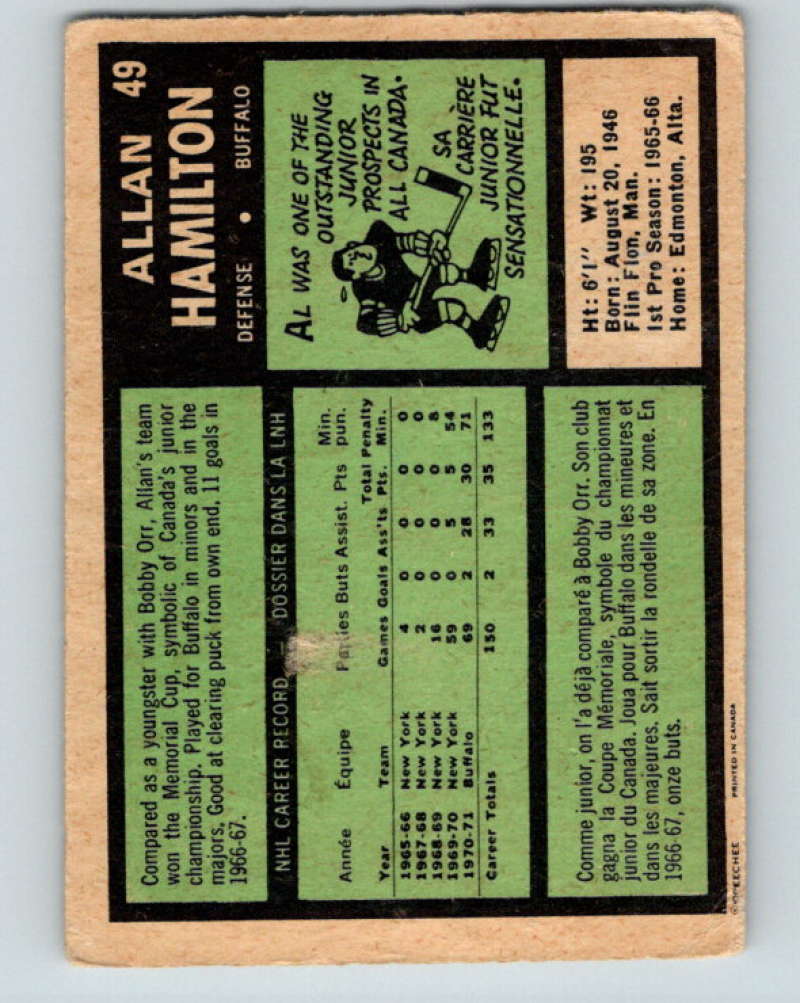 ALLAN 49
HAMILTON
DEFENSE • BUFFALO
AL WAS ONE OF THE
OUTSTANDING
JUNIOR
PROSPECTS IN
ALL CANADA.
SA
CARRIÈRE
JUNIOR FUT
SENSATIONNELLE.
Ht: 6'1" Wt: 195
Born: August 20, 1946
Flin Flon, Man.
1st Pro Season: 1965-66
Home: Edmonton, Alta.
Compared as a youngster with Bobby Orr, Allan's team
won the Memorial Cup, symbolic of Canada's junior
championship. Played for Buffalo in minors and in the
majors. Good at clearing puck from own end, 11 goals in
1966-67.
NHL CAREER RECORD DOSSIER DANS LA LNH
Année Équipe Parties Buts Assist. Pts Min. pun.
Year Team Games Goals Ass'ts Total Pts. Penalty Min.
1965-66 New York 4 0 0 0 0
1967-68 New York 2 0 0 0 0
1968-69 New York 16 0 0 0 8
1969-70 New York 59 0 5 5 54
1970-71 Buffalo 69 2 28 30 71
Career Totals 150 2 33 35 133
Comme junior, on l'a déjà comparé à Bobby Orr. Son club
gagna la Coupe Mémoriale, symbole du championnat
junior du Canada. Joua pour Buffalo dans les mineures et
dans les majeures. Sait sortir la rondelle de sa zone. En
1966-67, onze buts.
PRINTED IN CANADA